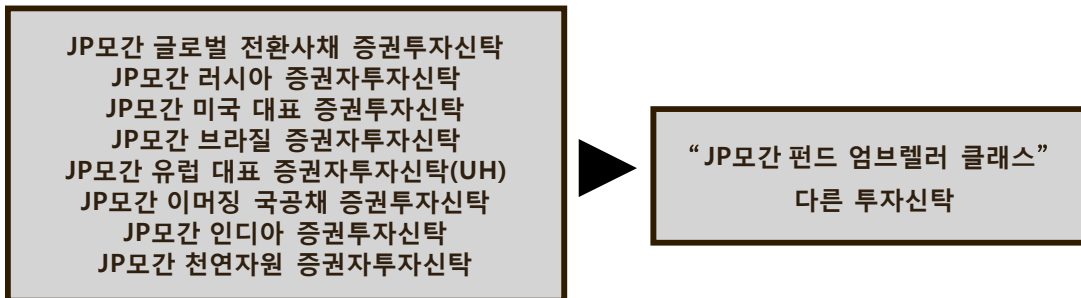 JP모간 글로벌 전환사채 증권투자신탁
JP모간 러시아 증권자투자신탁
JP모간 미국 대표 증권투자신탁
JP모간 브라질 증권자투자신탁
JP모간 유럽 대표 증권자투자신탁(UH)
JP모간 이머징 국공채 증권투자신탁
JP모간 인디아 증권투자신탁
JP모간 천연자원 증권자투자신탁
“JP모간 펀드 엄브렐러 클래스”
다른 투자신탁